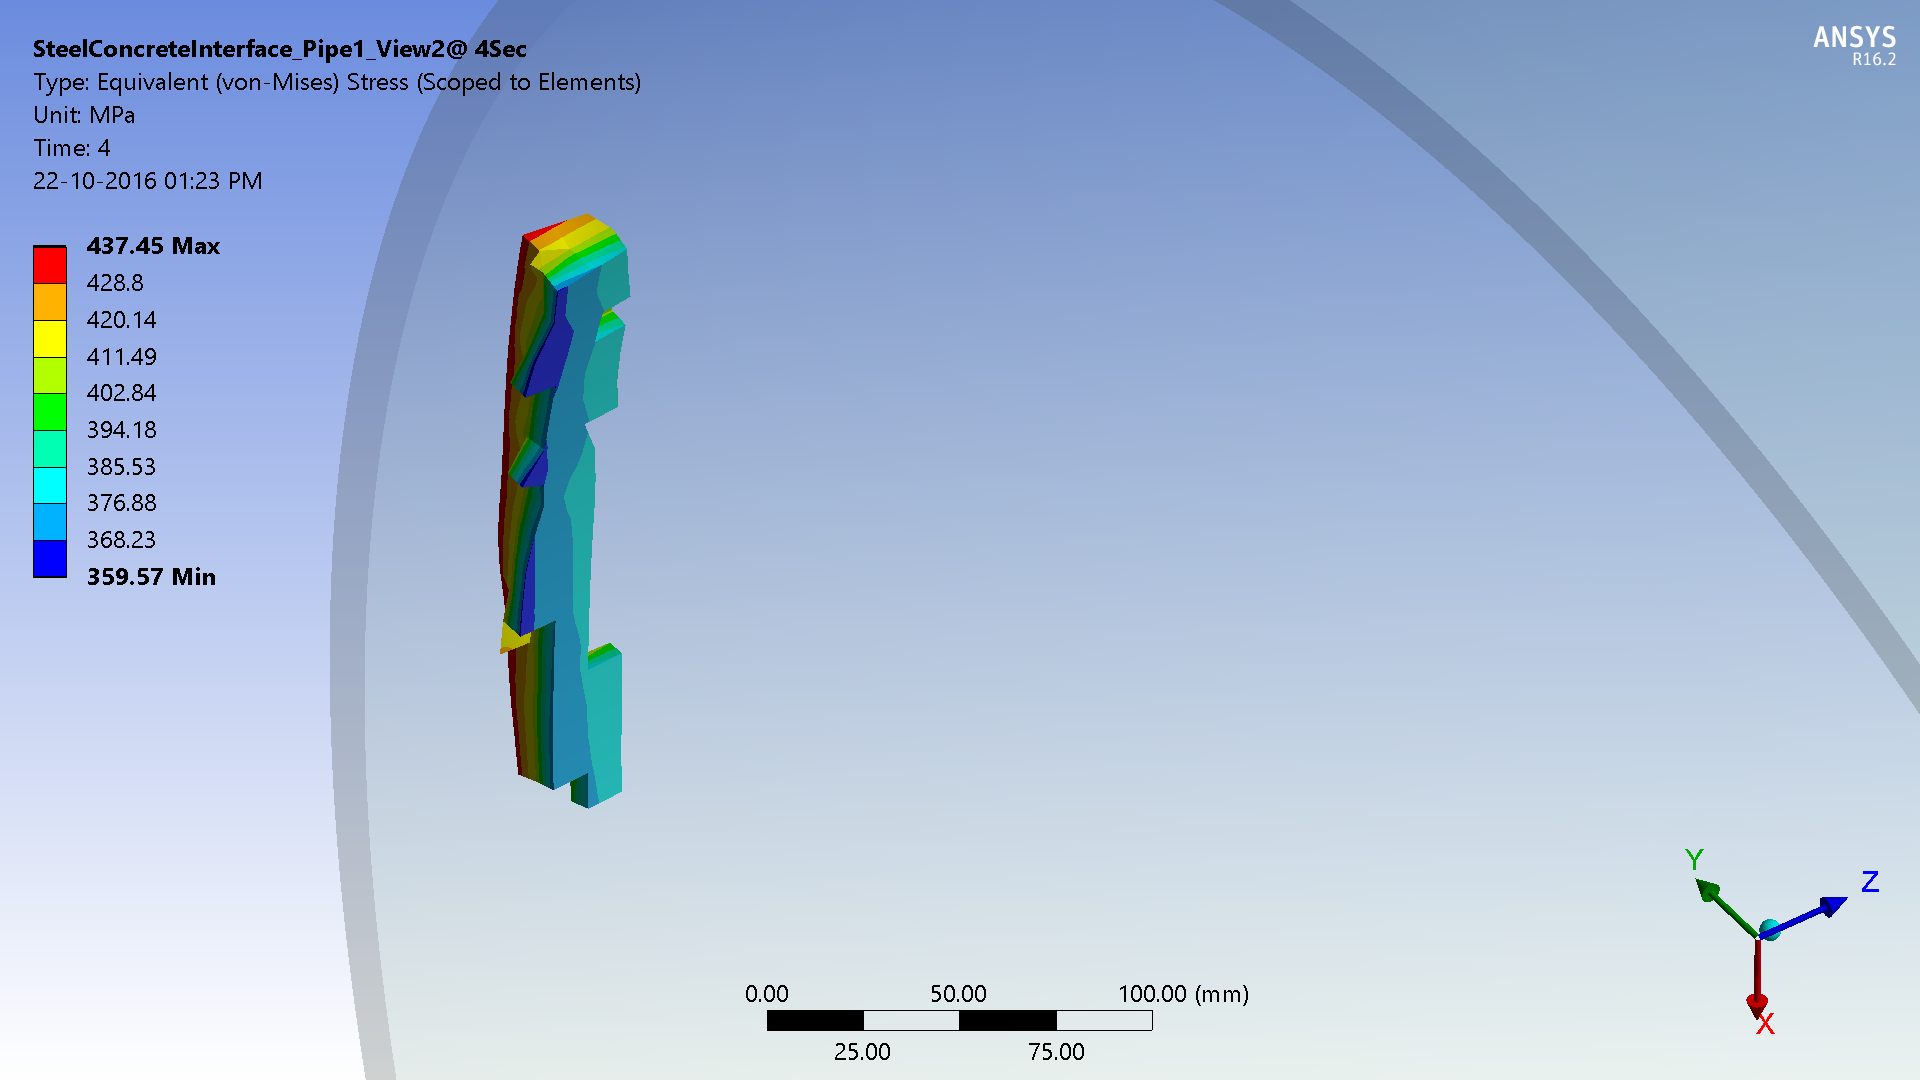 SteelConcreteInterface_Pipe1_View2@ 4Sec
Type: Equivalent (von-Mises) Stress (Scoped to Elements)
Unit: MPa
Time: 4
22-10-2016 01:23 PM
ANSYS
R16.2
437.45 Max
428.8
420.14
411.49
402.84
394.18
385.53
376.88
368.23
359.57 Min
Y
Z
X
0.00 50.00 100.00 (mm)
25.00 75.00